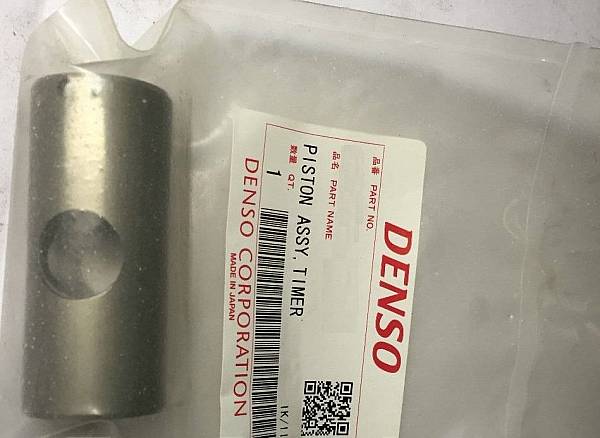 DENSO
品番 PART NO.
品名 PART NAME
PISTON ASSY,TIMER
数量 QT.
1
DENSO CORPORATION
MADE IN JAPAN